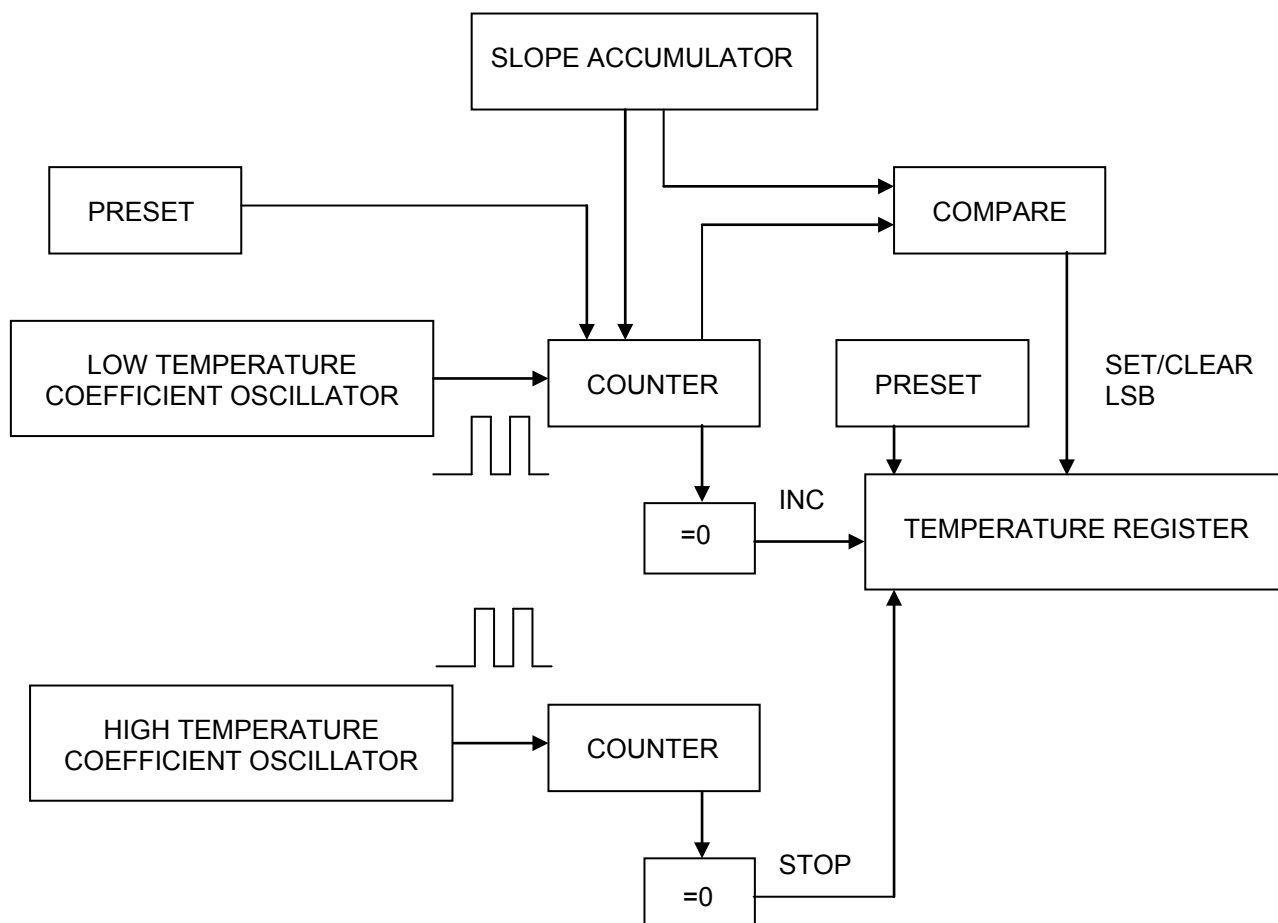 SLOPE ACCUMULATOR
PRESET
COMPARE
LOW TEMPERATURE
COEFFICIENT OSCILLATOR
COUNTER
PRESET
SET/CLEAR
LSB
=0
INC
TEMPERATURE REGISTER
HIGH TEMPERATURE
COEFFICIENT OSCILLATOR
COUNTER
=0
STOP